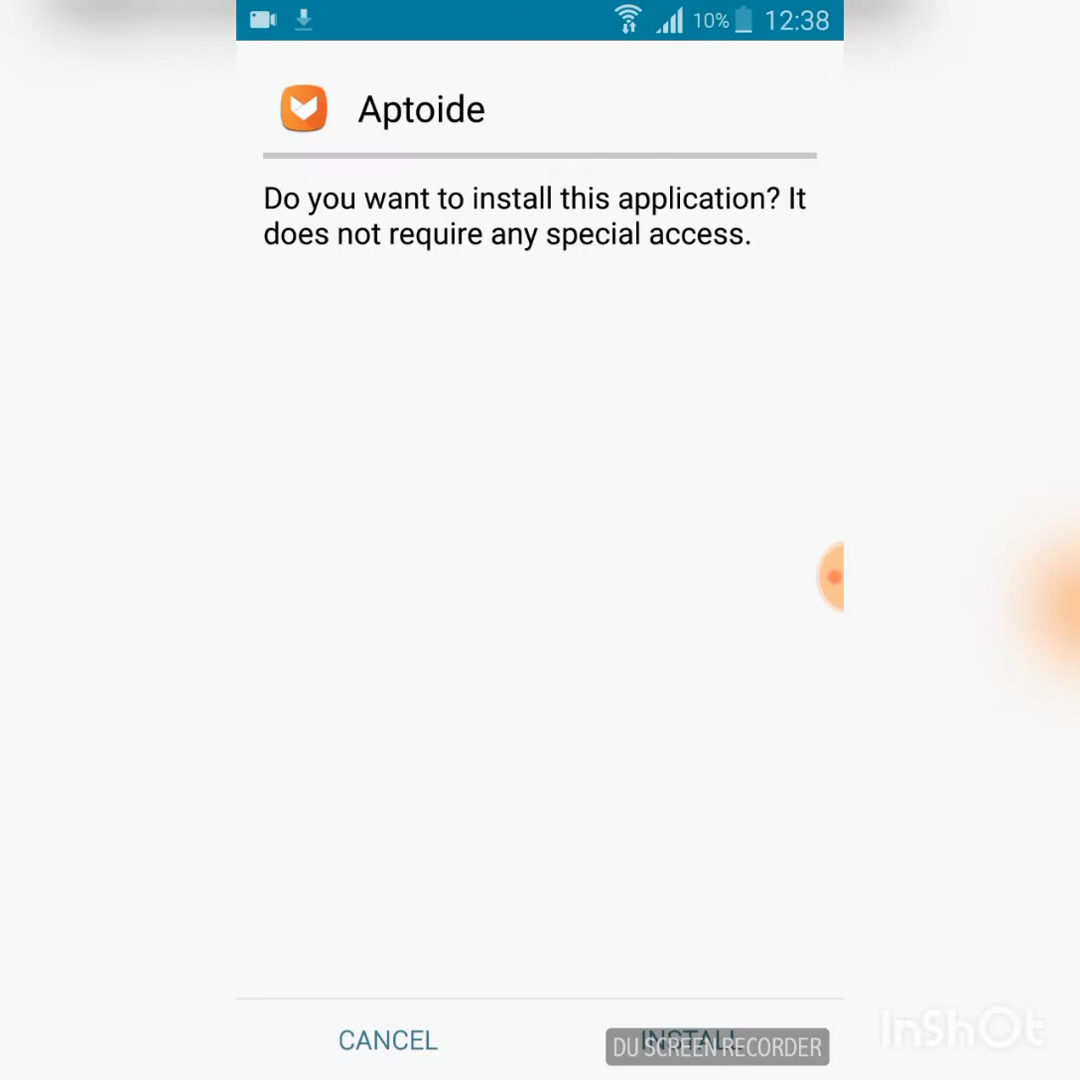 10% 12:38
Aptoide
Do you want to install this application? It
does not require any special access.
CANCEL INSTALL
DU SCREEN RECORDER
InShOt